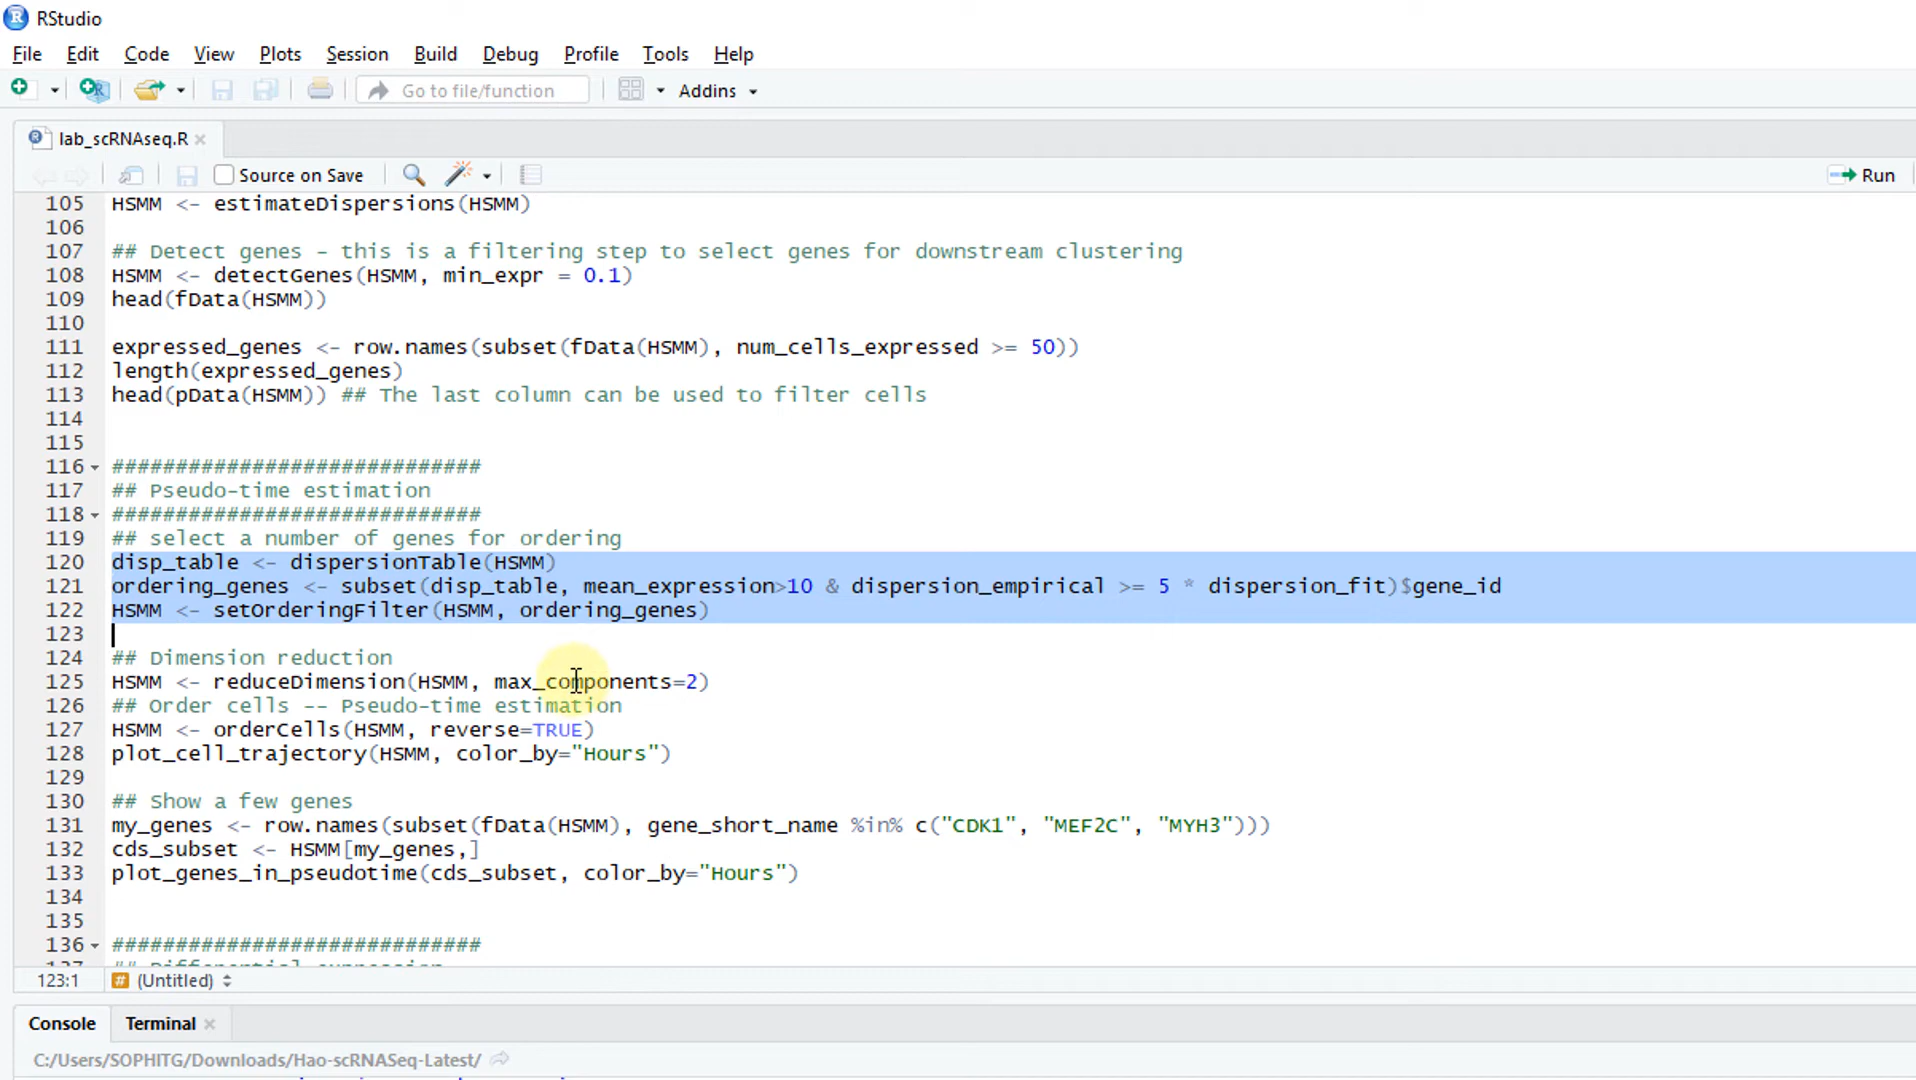 RStudio
File Edit Code View Plots Session Build Debug Profile Tools Help
Go to file/function Addins
lab_scRNAseq.R
Source on Save Run
105 HSMM <- estimateDispersions(HSMM)
106
107 ## Detect genes - this is a filtering step to select genes for downstream clustering
108 HSMM <- detectGenes(HSMM, min_expr = 0.1)
109 head(fData(HSMM))
110
111 expressed_genes <- row.names(subset(fData(HSMM), num_cells_expressed >= 50))
112 length(expressed_genes)
113 head(pData(HSMM)) ## The last column can be used to filter cells
114
115
116 #############################
117 ## Pseudo-time estimation
118 #############################
119 ## select a number of genes for ordering
120 disp_table <- dispersionTable(HSMM)
121 ordering_genes <- subset(disp_table, mean_expression>10 & dispersion_empirical >= 5 * dispersion_fit)$gene_id
122 HSMM <- setOrderingFilter(HSMM, ordering_genes)
123
124 ## Dimension reduction
125 HSMM <- reduceDimension(HSMM, max_components=2)
126 ## Order cells -- Pseudo-time estimation
127 HSMM <- orderCells(HSMM, reverse=TRUE)
128 plot_cell_trajectory(HSMM, color_by="Hours")
129
130 ## Show a few genes
131 my_genes <- row.names(subset(fData(HSMM), gene_short_name %in% c("CDK1", "MEF2C", "MYH3")))
132 cds_subset <- HSMM[my_genes,]
133 plot_genes_in_pseudotime(cds_subset, color_by="Hours")
134
135
136 #############################
137 ## Differential expression
123:1 # (Untitled)
Console Terminal
C:/Users/SOPHITG/Downloads/Hao-scRNASeq-Latest/